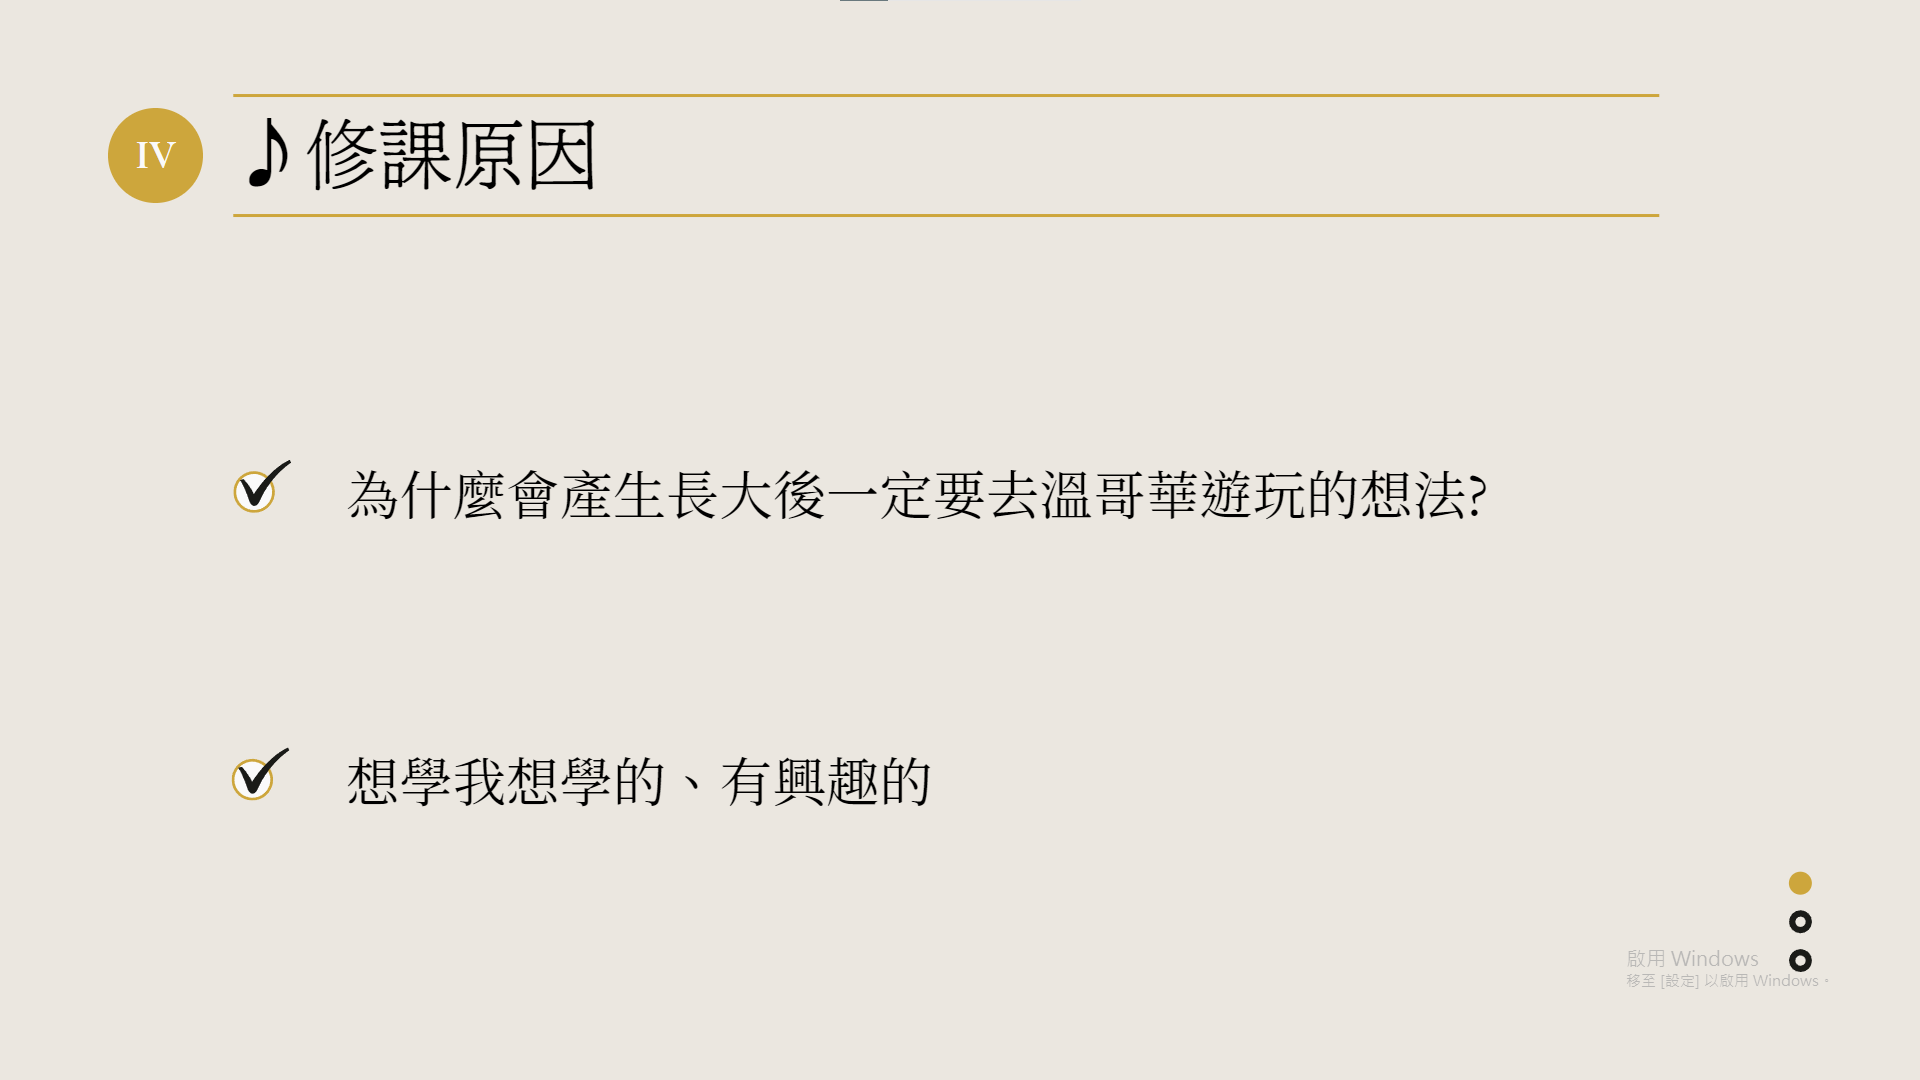 IV
♪修課原因
為什麼會產生長大後一定要去溫哥華遊玩的想法?
想學我想學的、有興趣的
啟用 Windows
移至 [設定] 以啟用 Windows。